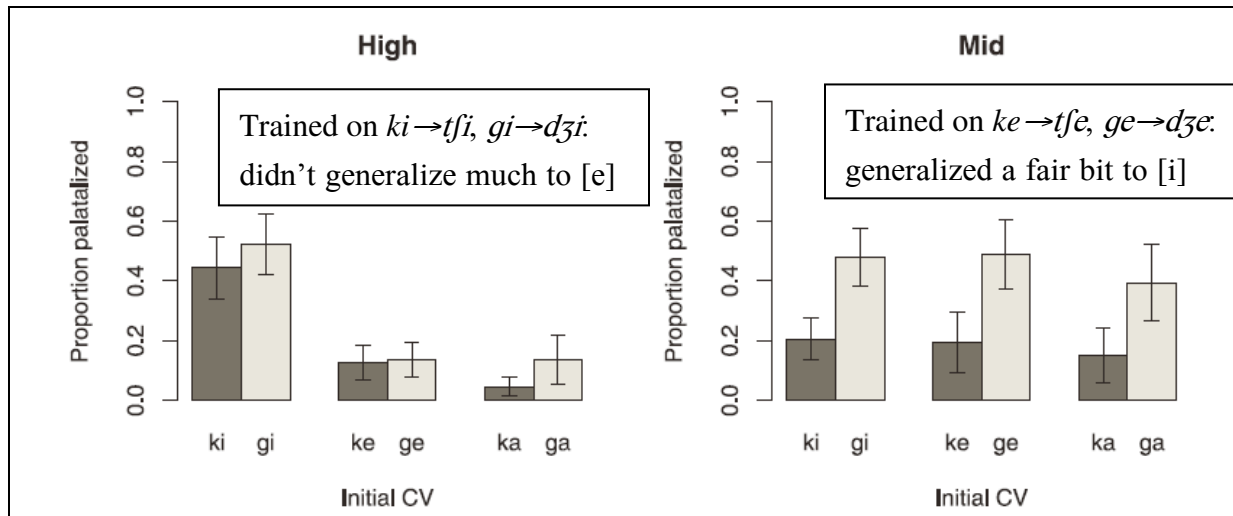 High
Trained on ki→tʃi, gi→dʒi:
didn't generalize much to [e]
Proportion palatalized
1.0
0.8
0.6
0.4
0.2
0.0
ki gi ke ge ka ga
Initial CV
Mid
Trained on ke→tʃe, ge→dʒe:
generalized a fair bit to [i]
Proportion palatalized
1.0
0.8
0.6
0.4
0.2
0.0
ki gi ke ge ka ga
Initial CV